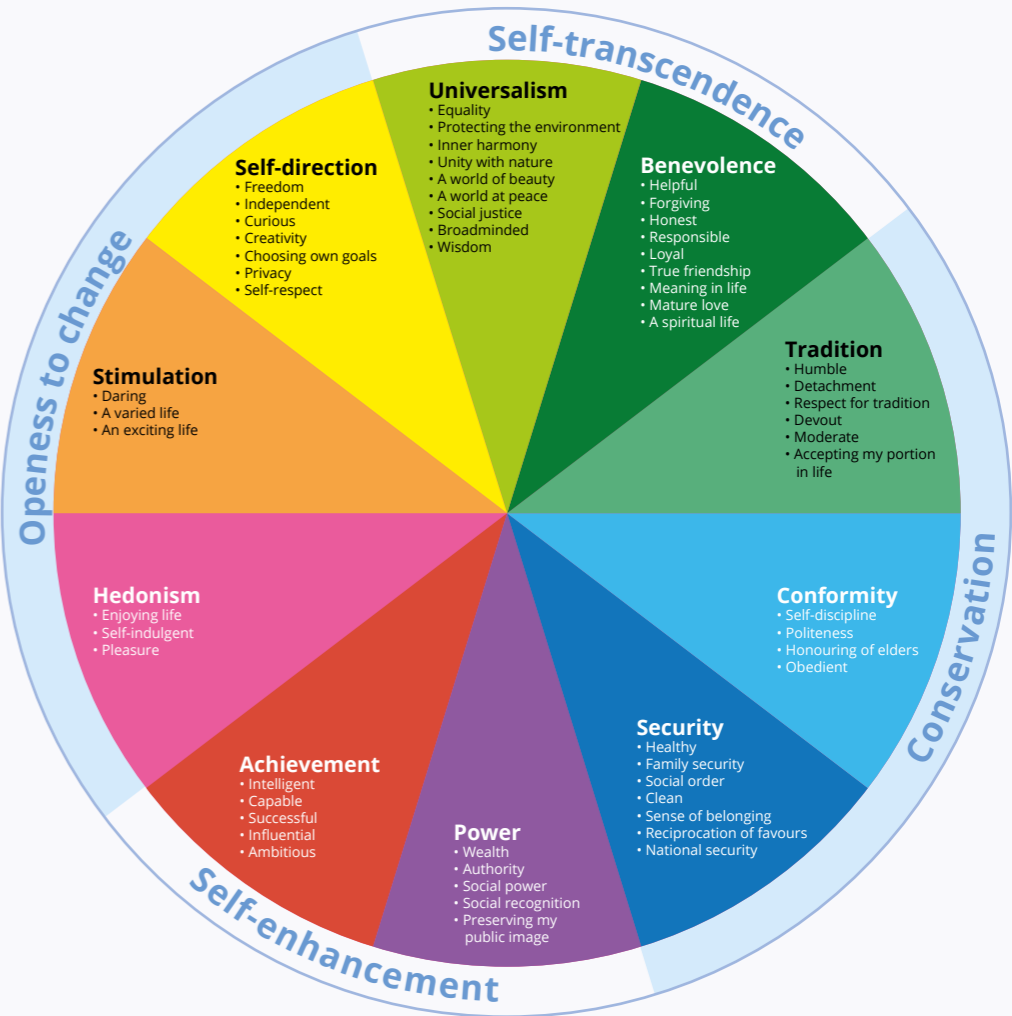 Self-transcendence
Universalism
• Equality
• Protecting the environment
• Inner harmony
• Unity with nature
• A world of beauty
• A world at peace
• Social justice
• Broadminded
• Wisdom
Benevolence
• Helpful
• Forgiving
• Honest
• Responsible
• Loyal
• True friendship
• Meaning in life
• Mature love
• A spiritual life
Conservation
Tradition
• Humble
• Detachment
• Respect for tradition
• Devout
• Moderate
• Accepting my portion
in life
Conformity
• Self-discipline
• Politeness
• Honouring of elders
• Obedient
Security
• Healthy
• Family security
• Social order
• Clean
• Sense of belonging
• Reciprocation of favours
• National security
Self-enhancement
Power
• Wealth
• Authority
• Social power
• Social recognition
• Preserving my
public image
Achievement
• Intelligent
• Capable
• Successful
• Influential
• Ambitious
Openess to change
Hedonism
• Enjoying life
• Self-indulgent
• Pleasure
Stimulation
• Daring
• A varied life
• An exciting life
Self-direction
• Freedom
• Independent
• Curious
• Creativity
• Choosing own goals
• Privacy
• Self-respect